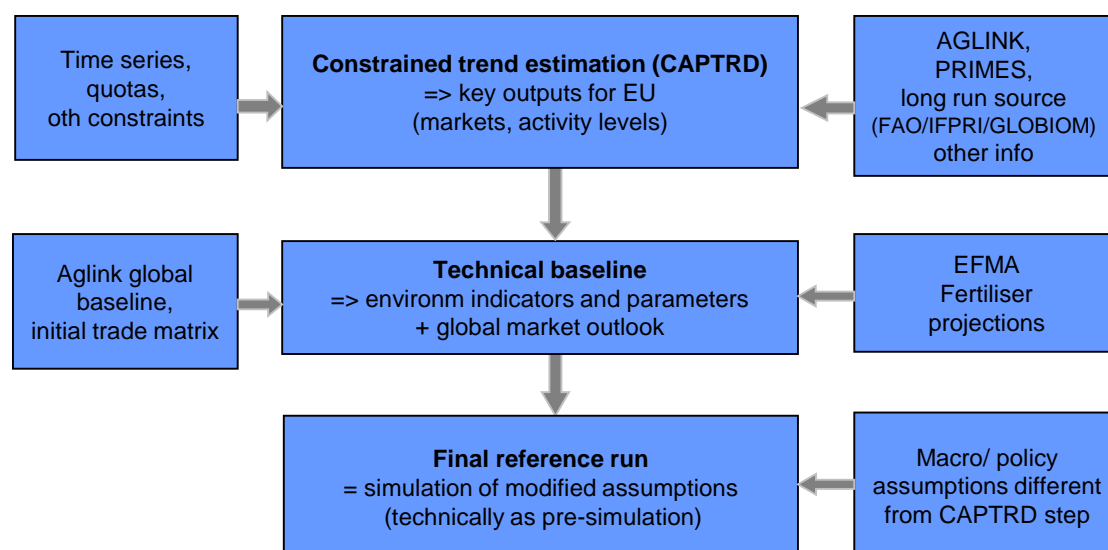 Time series,
quotas,
oth constraints
Constrained trend estimation (CAPTRD)
=> key outputs for EU
(markets, activity levels)
AGLINK,
PRIMES,
long run source
(FAO/IFPRI/GLOBIOM)
other info
Aglink global
baseline,
initial trade matrix
Technical baseline
=> environm indicators and parameters
+ global market outlook
EFMA
Fertiliser
projections
Final reference run
= simulation of modified assumptions
(technically as pre-simulation)
Macro/ policy
assumptions different
from CAPTRD step